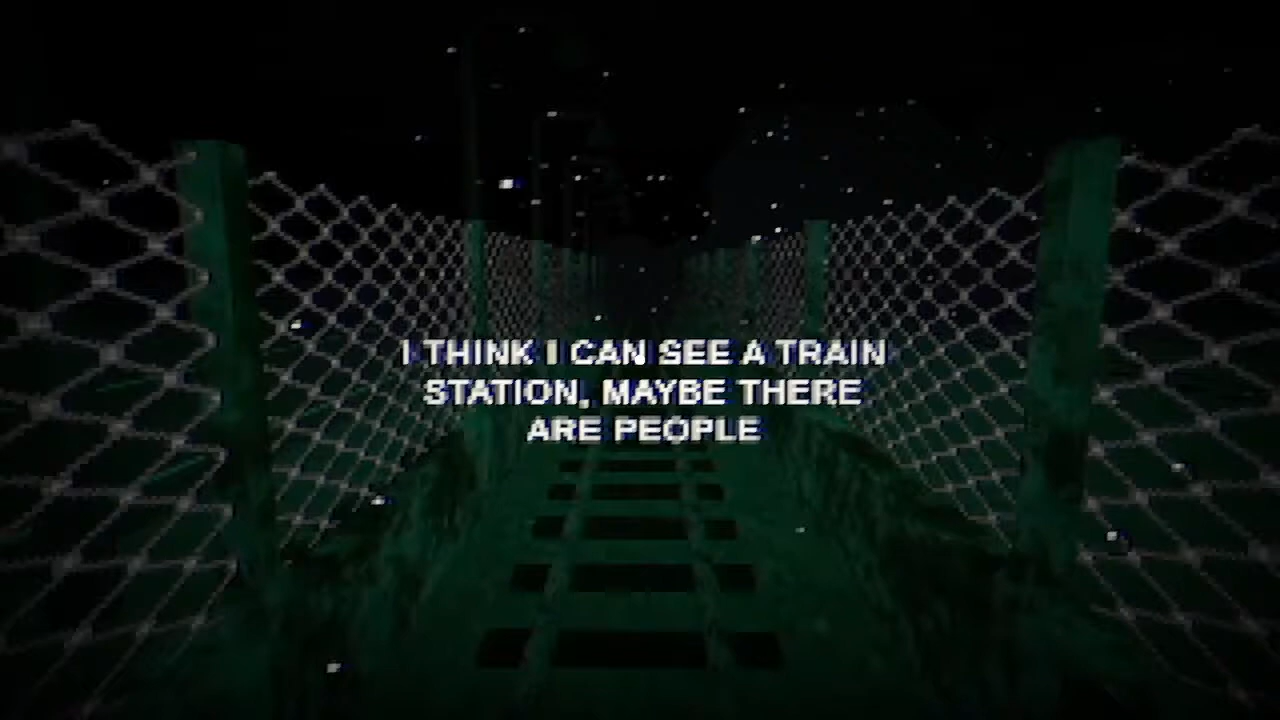 I THINK I CAN SEE A TRAIN
STATION, MAYBE THERE
ARE PEOPLE